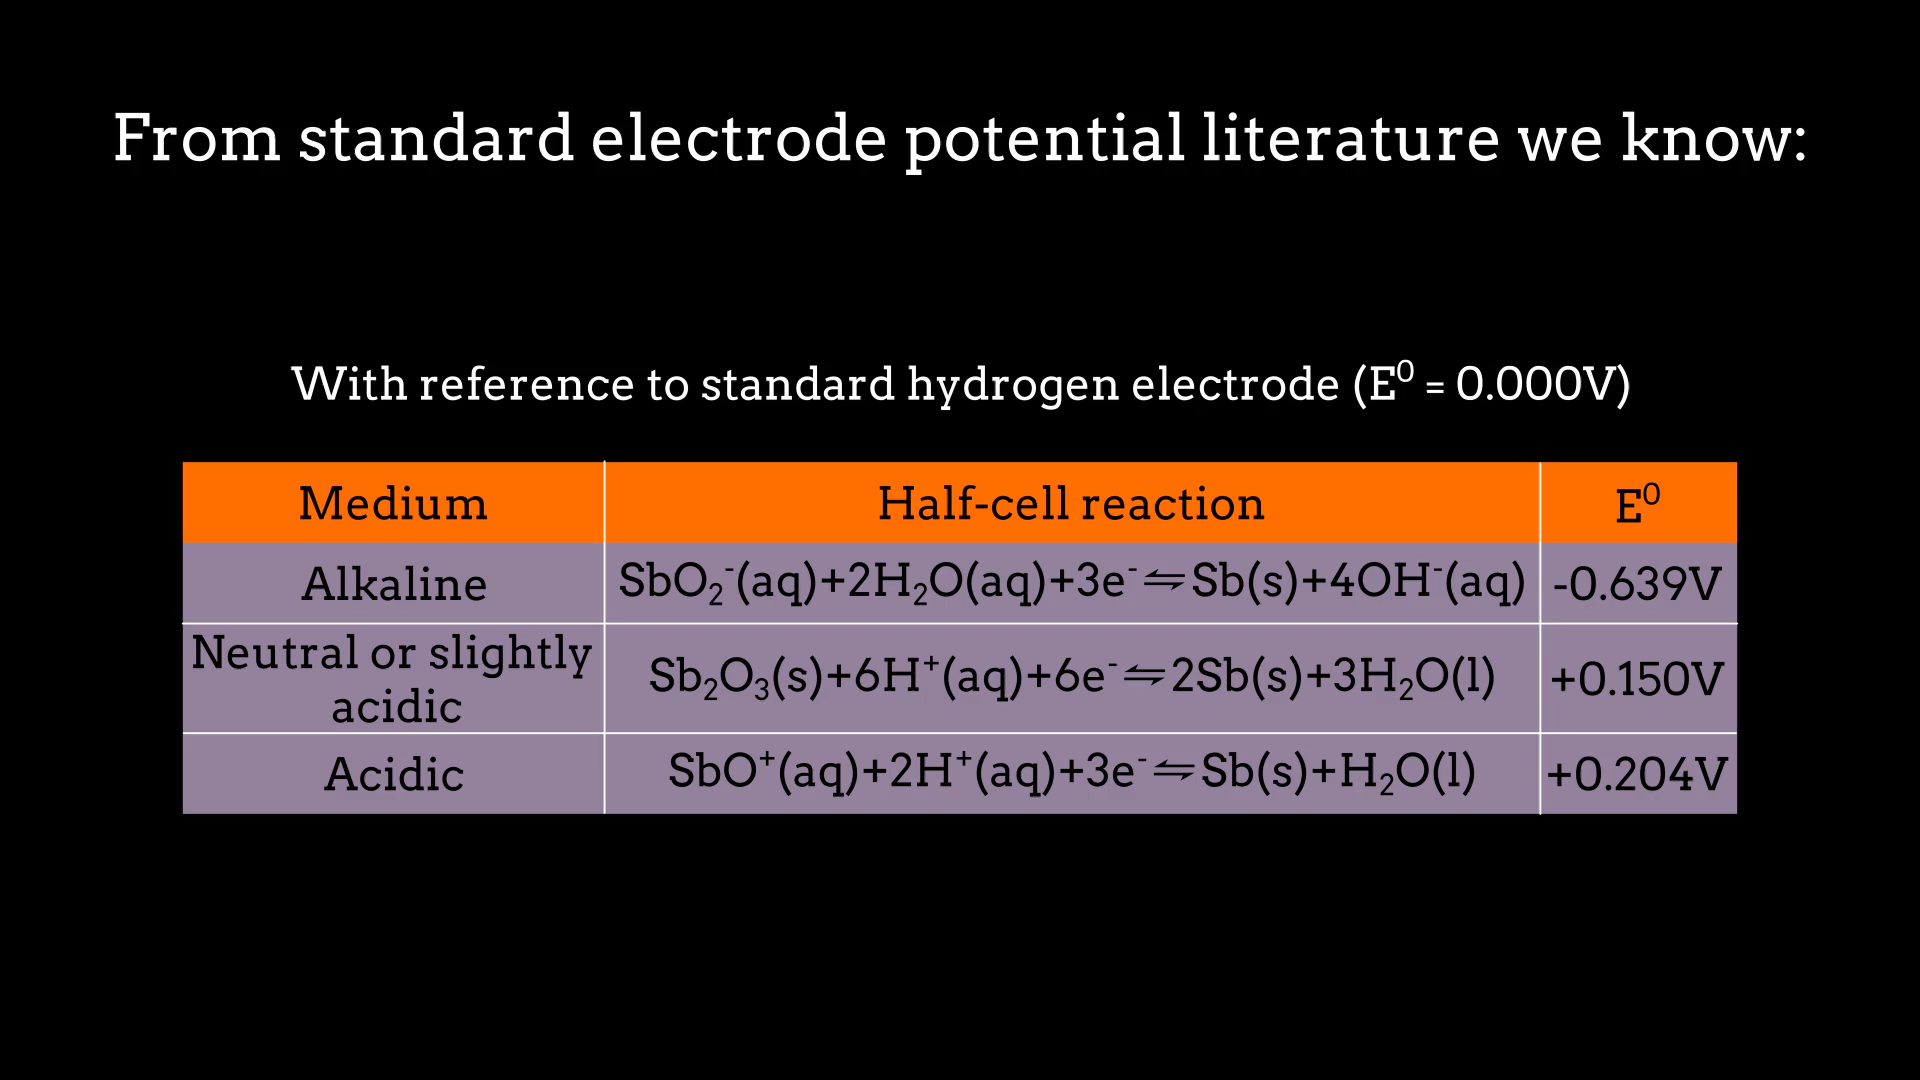 From standard electrode potential literature we know:
With reference to standard hydrogen electrode (E⁰ = 0.000V)
Medium Half-cell reaction E⁰
Alkaline SbO₂⁻(aq)+2H₂O(aq)+3e⁻⇌Sb(s)+4OH⁻(aq) -0.639V
Neutral or slightly
acidic Sb₂O₃(s)+6H⁺(aq)+6e⁻⇌2Sb(s)+3H₂O(l) +0.150V
Acidic SbO⁺(aq)+2H⁺(aq)+3e⁻⇌Sb(s)+H₂O(l) +0.204V